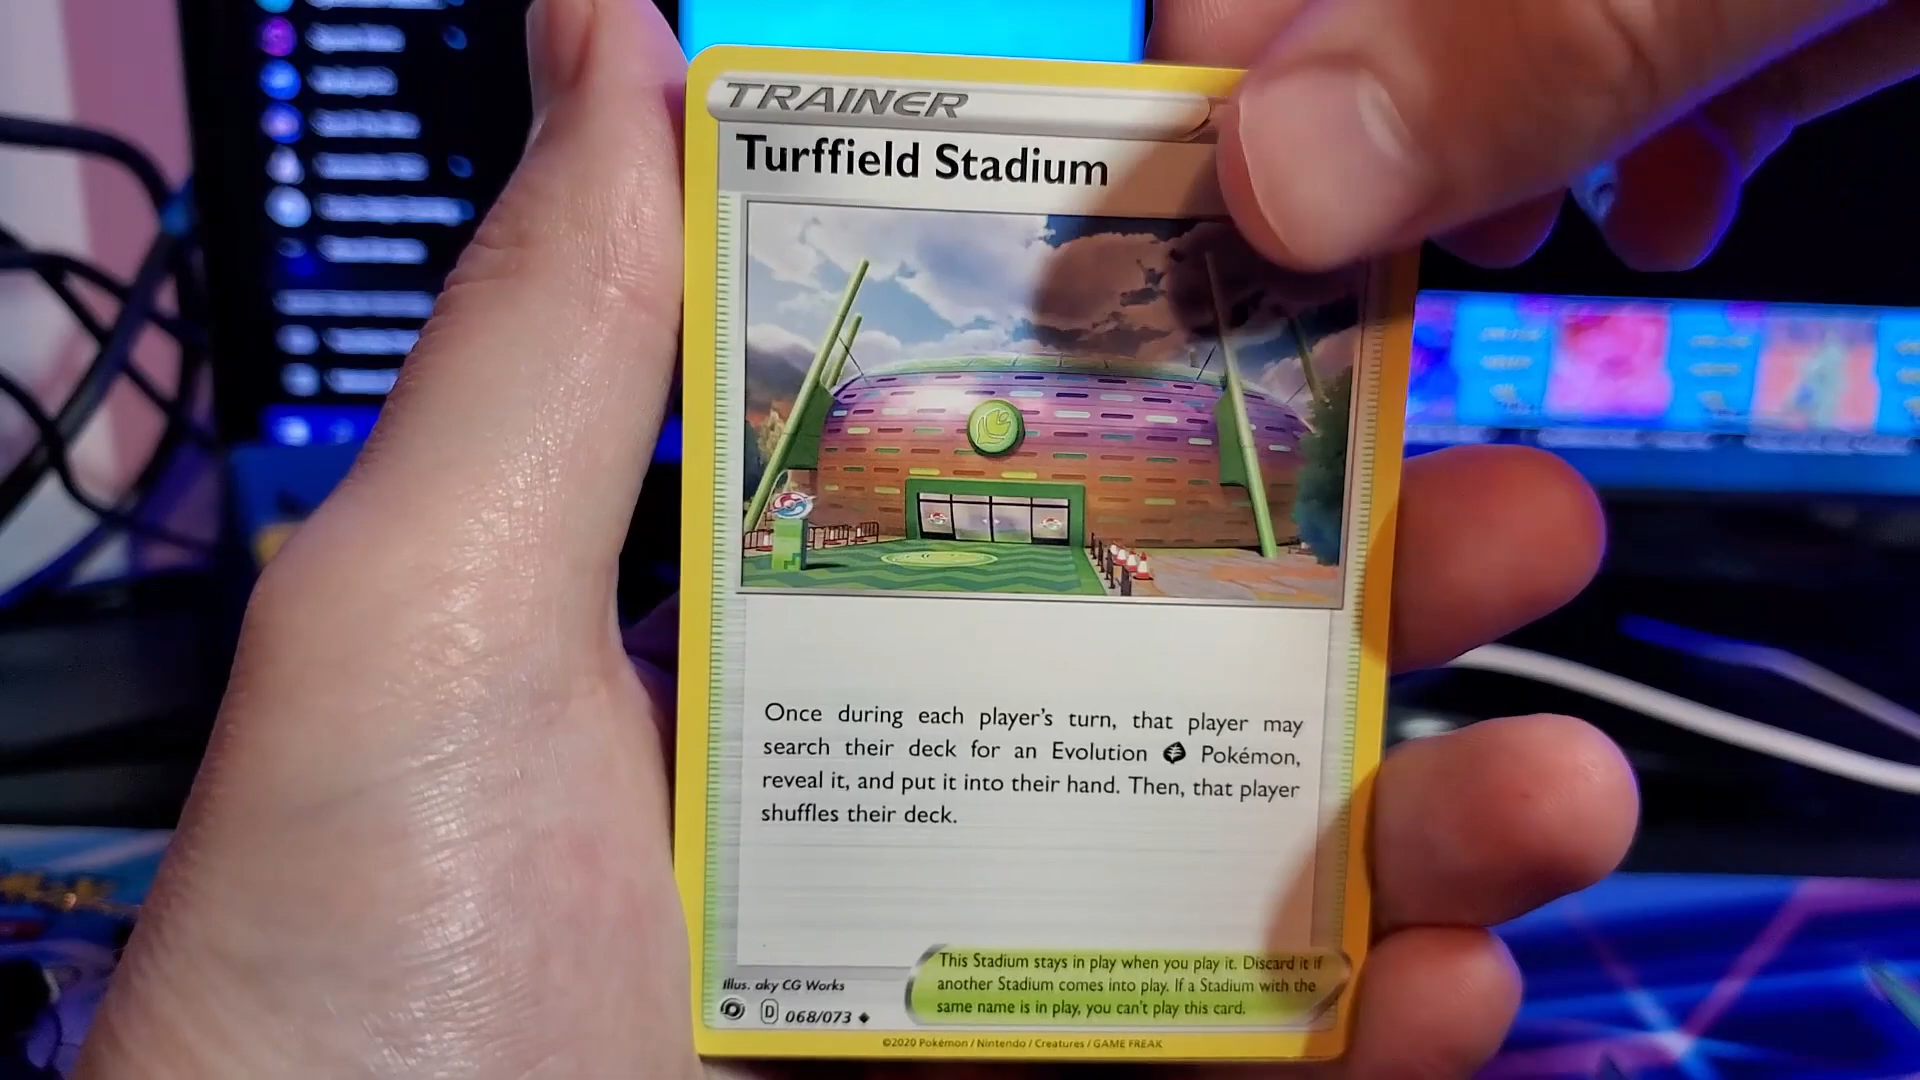 TRAINER
Turffield Stadium
Once during each player's turn, that player may
search their deck for an Evolution Pokémon,
reveal it, and put it into their hand. Then, that player
shuffles their deck.
This Stadium stays in play when you play it. Discard it if
another Stadium comes into play. If a Stadium with the
same name is in play, you can't play this card.
Illus. aky CG Works
D 068/073
©2020 Pokémon / Nintendo / Creatures / GAME FREAK